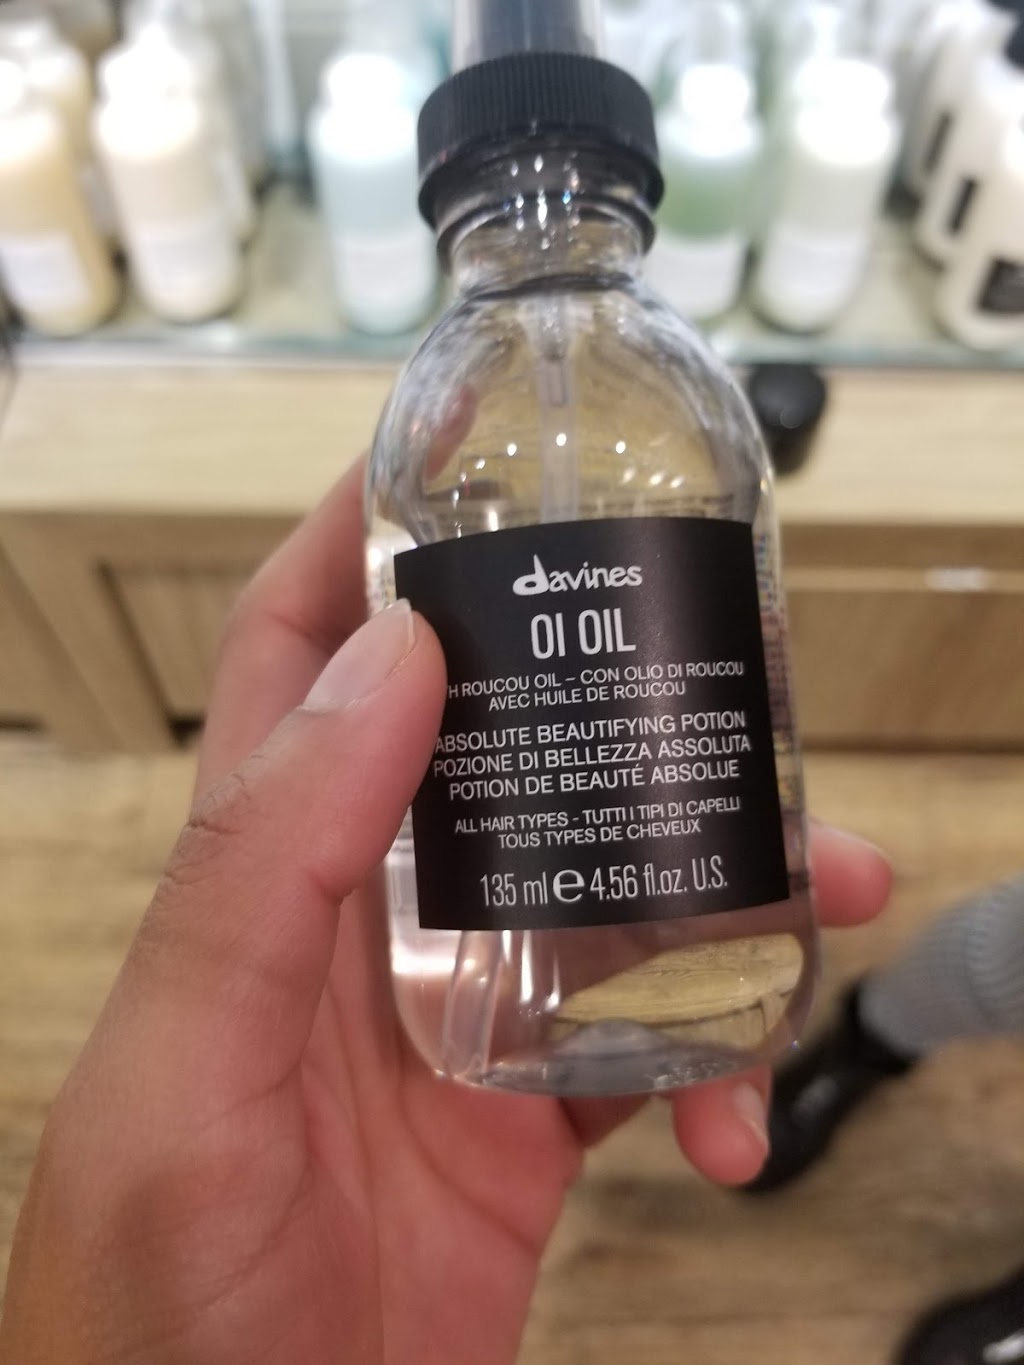 davines
OI OIL
ROUCOU OIL – CON OLIO DI ROUCOU
AVEC HUILE DE ROUCOU
ABSOLUTE BEAUTIFYING POTION
POZIONE DI BELLEZZA ASSOLUTA
POTION DE BEAUTÉ ABSOLUE
ALL HAIR TYPES - TUTTI I TIPI DI CAPELLI
TOUS TYPES DE CHEVEUX
135 ml e 4.56 fl.oz. U.S.